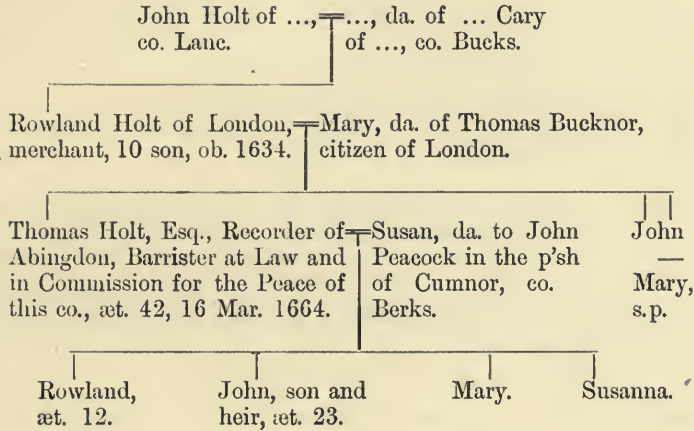 John Holt of ...,=..., da. of ... Cary
co. Lanc.
of ..., co. Bucks.
Rowland Holt of London,=Mary, da. of Thomas Bucknor,
merchant, 10 son, ob. 1634.
citizen of London.
Thomas Holt, Esq., Recorder of=Susan, da. to John
Abingdon, Barrister at Law and
in Commission for the Peace of
this co., æt. 42, 16 Mar. 1664.
Peacock in the p'sh
of Cumnor, co.
Berks.
John
—
Mary,
s.p.
Rowland,
æt. 12.
John, son and
heir, æt. 23.
Mary.
Susanna.